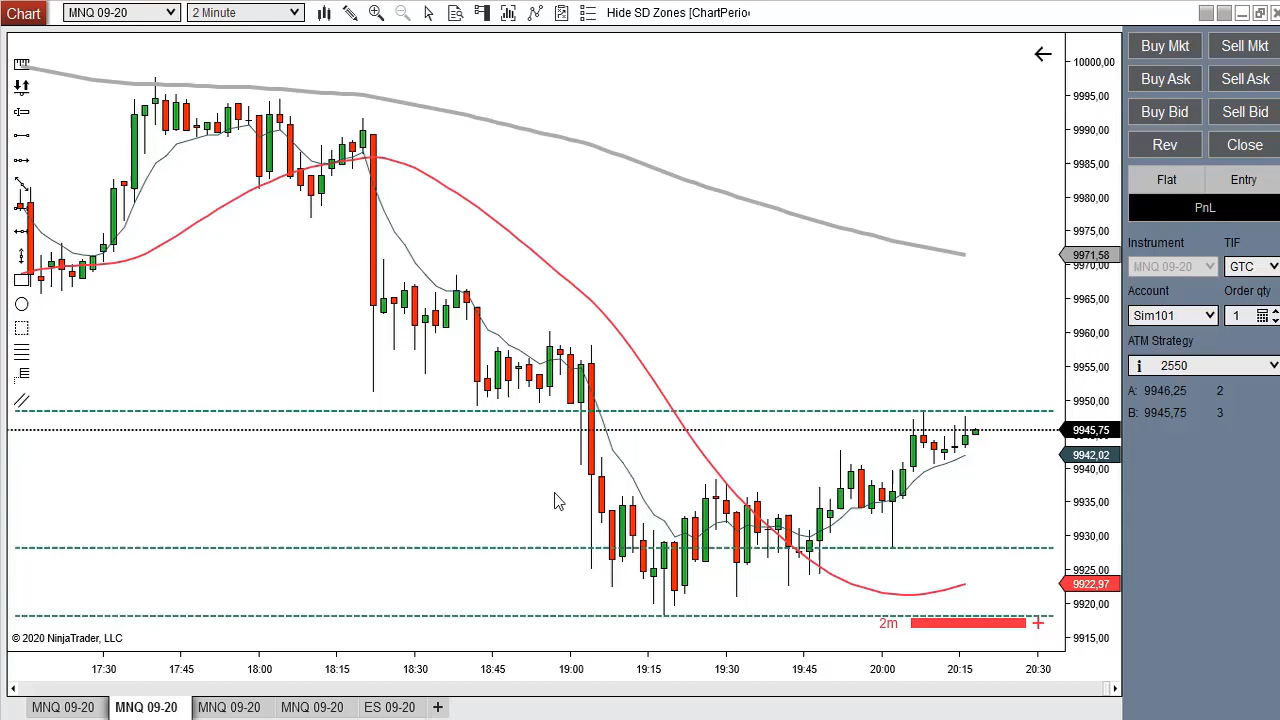 Chart MNQ 09-20 2 Minute Hide SD Zones [ChartPerio
10000,00
9995,00
9990,00
9985,00
9980,00
9975,00
9971,58
9970,00
9965,00
9960,00
9955,00
9950,00
9945,75
9942,02
9940,00
9935,00
9930,00
9925,00
9922,97
9920,00
9915,00
2m
© 2020 NinjaTrader, LLC
17:30 17:45 18:00 18:15 18:30 18:45 19:00 19:15 19:30 19:45 20:00 20:15 20:30
MNQ 09-20 MNQ 09-20 MNQ 09-20 MNQ 09-20 ES 09-20 +
Buy Mkt Sell Mkt
Buy Ask Sell Ask
Buy Bid Sell Bid
Rev Close
Flat Entry
PnL
Instrument TIF
MNQ 09-20 GTC
Account Order qty
Sim101 1
ATM Strategy
2550
A: 9946,25 2
B: 9945,75 3